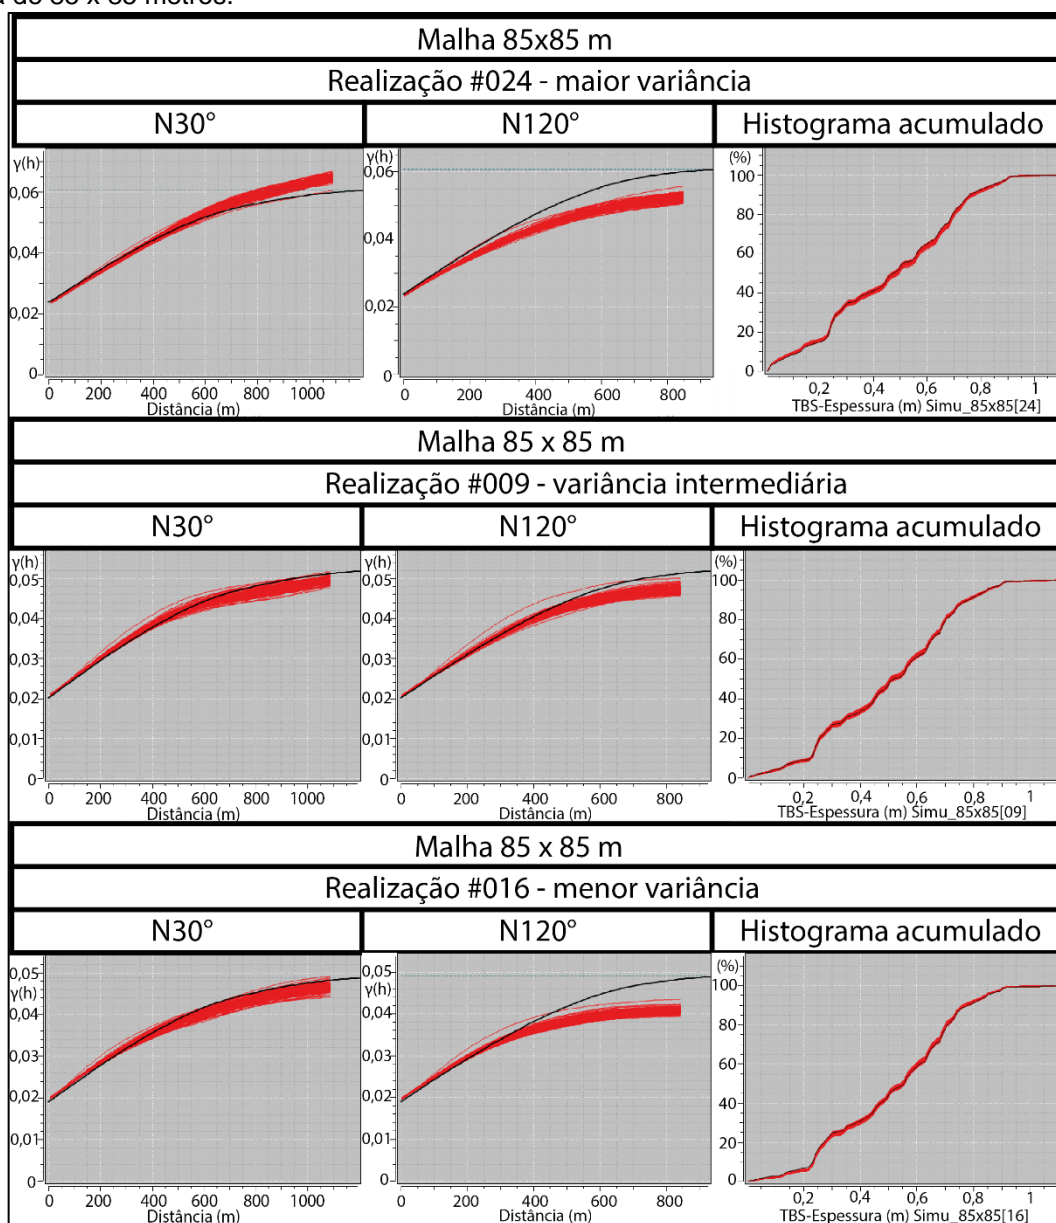 Malha 85x85 m
Realização #024 - maior variância
N30° N120° Histograma acumulado
γ(h) γ(h) (%)
0,06 0,06 100
80
0,04 0,04 60
40
0,02 0,02 20
0 0 0
0 200 400 600 800 1000 0 200 400 600 800 0,2 0,4 0,6 0,8 1
Distância (m) Distância (m) TBS-Espessura (m) Simu_85x85[24]
Malha 85 x 85 m
Realização #009 - variância intermediária
N30° N120° Histograma acumulado
γ(h) γ(h) (%)
0,05 0,05 100
0,04 0,04 80
0,03 0,03 60
0,02 0,02 40
0,01 0,01 20
0 0 0
0 200 400 600 800 1000 0 200 400 600 800 0,2 0,4 0,6 0,8 1
Distância (m) Distância (m) TBS-Espessura (m) Simu_85x85[09]
Malha 85 x 85 m
Realização #016 - menor variância
N30° N120° Histograma acumulado
0,05 0,05 (%)
γ(h) γ(h) 100
0,04 0,04 80
0,03 0,03 60
0,02 0,02 40
0,01 0,01 20
0 0 0
0 200 400 600 800 1000 0 200 400 600 800 0,2 0,4 0,6 0,8 1
Distância (m) Distância (m) TBS-Espessura (m) Simu_85x85[16]